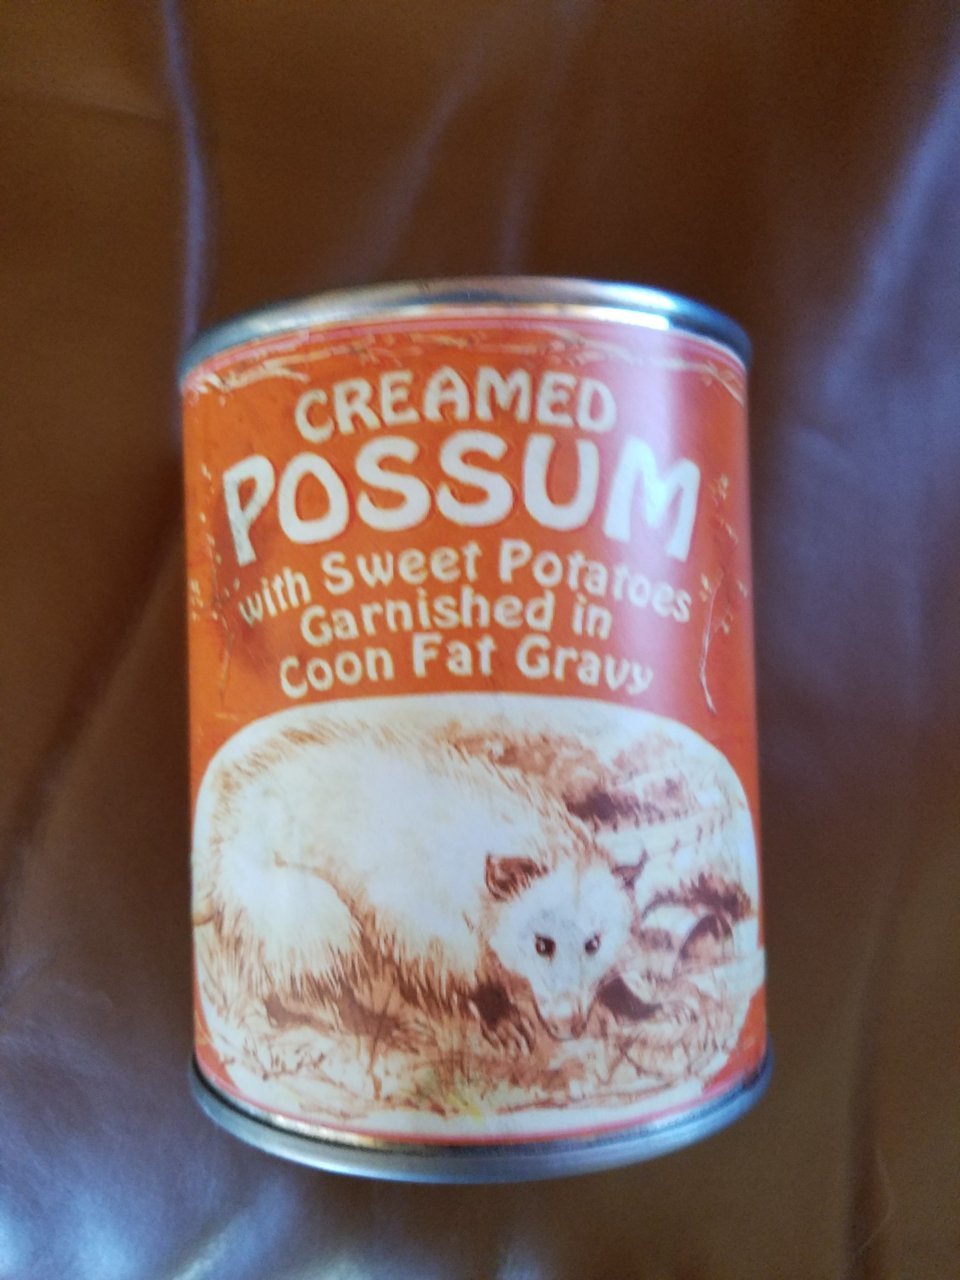 CREAMED
POSSUM
with Sweet Potatoes
Garnished in
Coon Fat Gravy